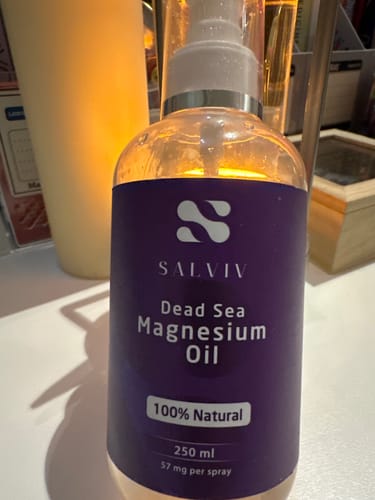 SALVIV
Dead Sea
Magnesium
Oil
100% Natural
250 ml
57 mg per spray